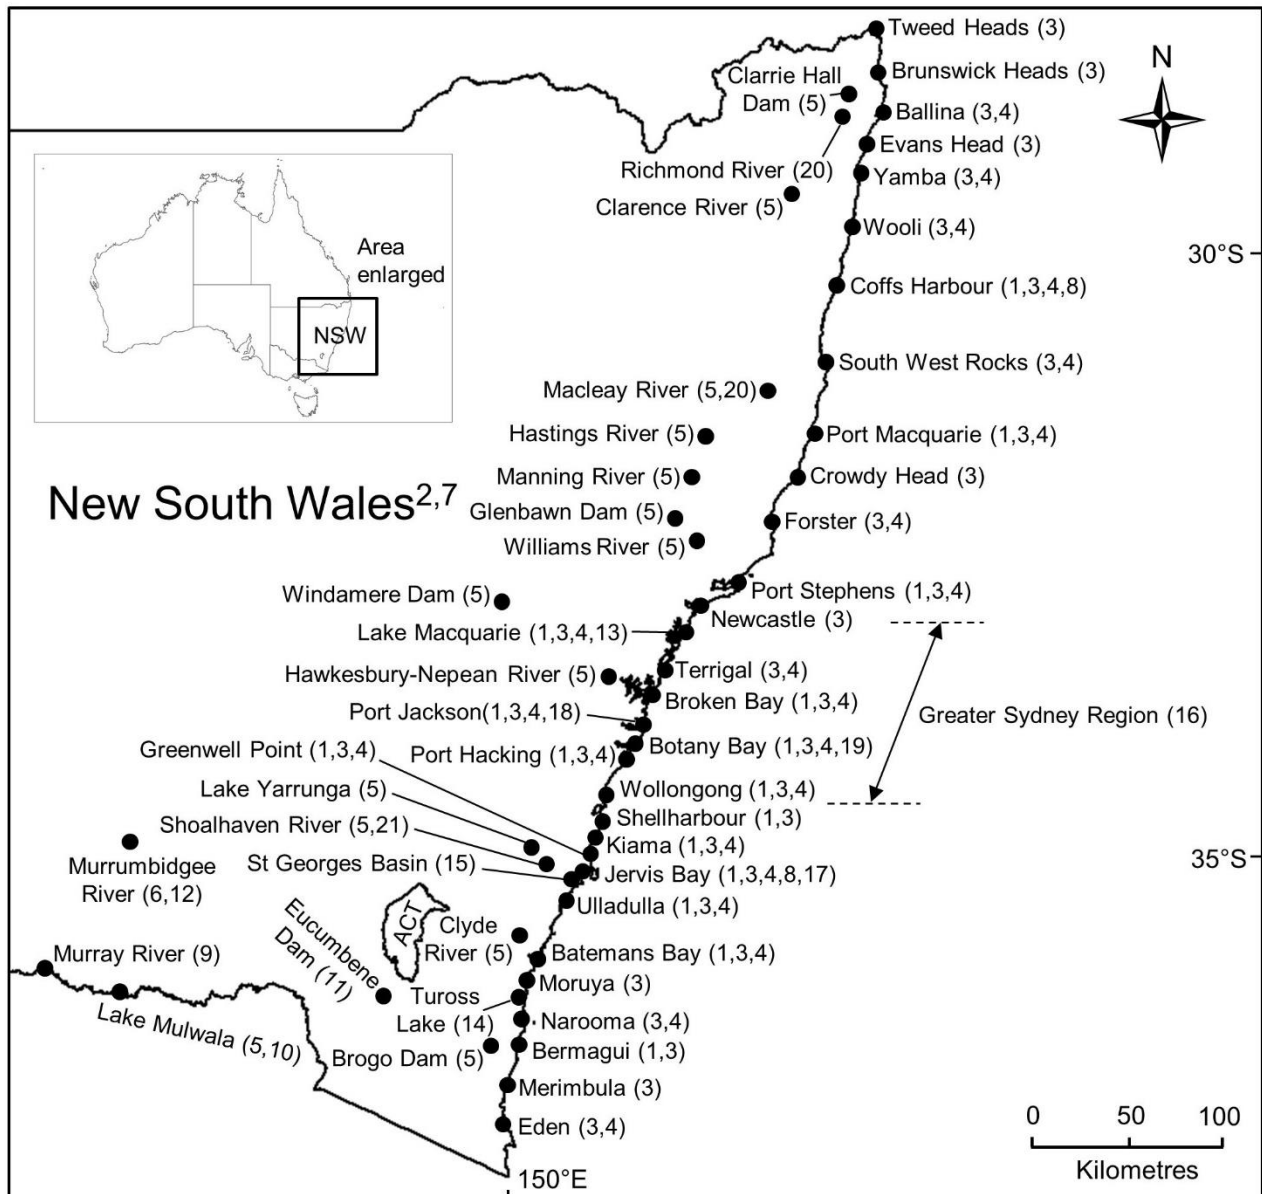 Tweed Heads (3)
N
Brunswick Heads (3)
Clarrie Hall
Dam (5)
Ballina (3,4)
Evans Head (3)
Richmond River (20)
Yamba (3,4)
Clarence River (5)
Wooli (3,4)
Area
enlarged
30°S
Coffs Harbour (1,3,4,8)
NSW
South West Rocks (3,4)
Macleay River (5,20)
Hastings River (5)
Port Macquarie (1,3,4)
Manning River (5)
Crowdy Head (3)
New South Wales2,7
Glenbawn Dam (5)
Forster (3,4)
Williams River (5)
Port Stephens (1,3,4)
Windamere Dam (5)
Newcastle (3)
Lake Macquarie (1,3,4,13)
Terrigal (3,4)
Hawkesbury-Nepean River (5)
Broken Bay (1,3,4)
Port Jackson(1,3,4,18)
Greater Sydney Region (16)
Greenwell Point (1,3,4)
Botany Bay (1,3,4,19)
Port Hacking (1,3,4)
Lake Yarrunga (5)
Wollongong (1,3,4)
Shoalhaven River (5,21)
Shellharbour (1,3)
Kiama (1,3,4)
35°S
St Georges Basin (15)
Jervis Bay (1,3,4,8,17)
Murrumbidgee
River (6,12)
Ulladulla (1,3,4)
ACT
Clyde
River (5)
Eucumbene
Dam (11)
Murray River (9)
Batemans Bay (1,3,4)
Moruya (3)
Tuross
Lake (14)
Lake Mulwala (5,10)
Narooma (3,4)
Brogo Dam (5)
Bermagui (1,3)
Merimbula (3)
Eden (3,4)
0 50 100
Kilometres
150°E